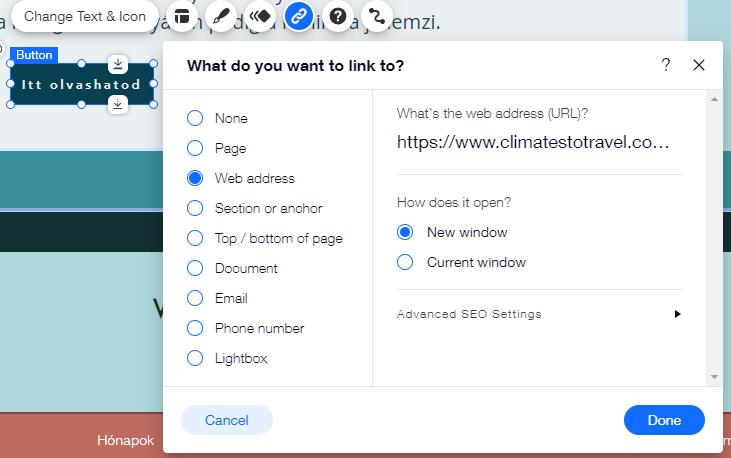 Change Text & Icon
Button
Itt olvashatod
What do you want to link to?
?
None
Page
Web address
Section or anchor
Top / bottom of page
Document
Email
Phone number
Lightbox
What's the web address (URL)?
https://www.climatestotravel.co...
How does it open?
New window
Current window
Advanced SEO Settings
Cancel
Done
Hónapok